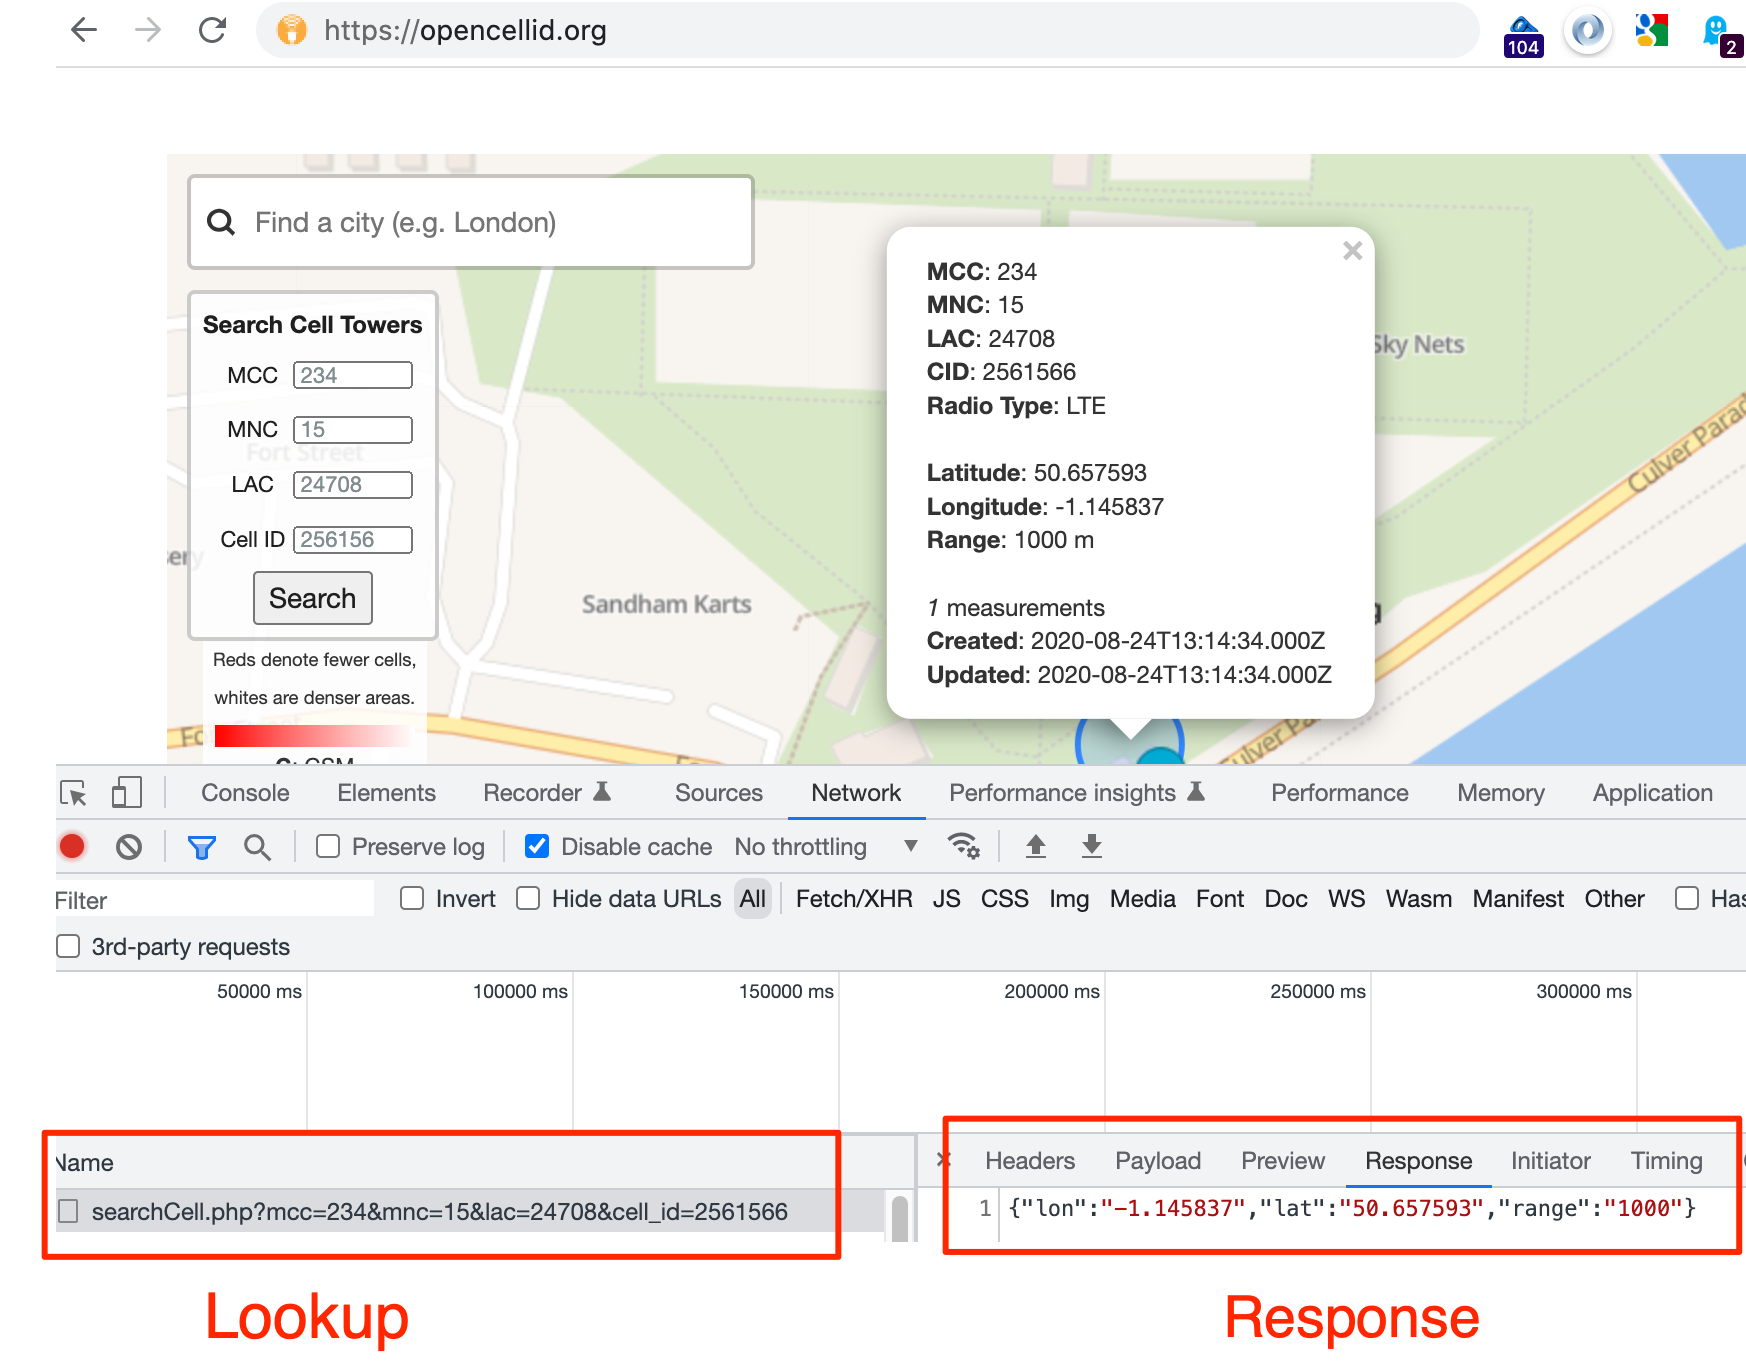 https://opencellid.org
104
2
Find a city (e.g. London)
Search Cell Towers
MCC 234
MNC 15
Fort Street
LAC 24708
Cell ID 256156
Search
Reds denote fewer cells,
whites are denser areas.
MCC: 234
MNC: 15
LAC: 24708
CID: 2561566
Radio Type: LTE
Latitude: 50.657593
Longitude: -1.145837
Range: 1000 m
1 measurements
Created: 2020-08-24T13:14:34.000Z
Updated: 2020-08-24T13:14:34.000Z
Sky Nets
Culver Parad
Sandham Karts
Console Elements Recorder Sources Network Performance insights Performance Memory Application
Preserve log Disable cache No throttling
Filter Invert Hide data URLs All Fetch/XHR JS CSS Img Media Font Doc WS Wasm Manifest Other Has
3rd-party requests
50000 ms 100000 ms 150000 ms 200000 ms 250000 ms 300000 ms
Name
searchCell.php?mcc=234&mnc=15&lac=24708&cell_id=2561566
Headers Payload Preview Response Initiator Timing
1 {"lon":"-1.145837","lat":"50.657593","range":"1000"}
Lookup
Response